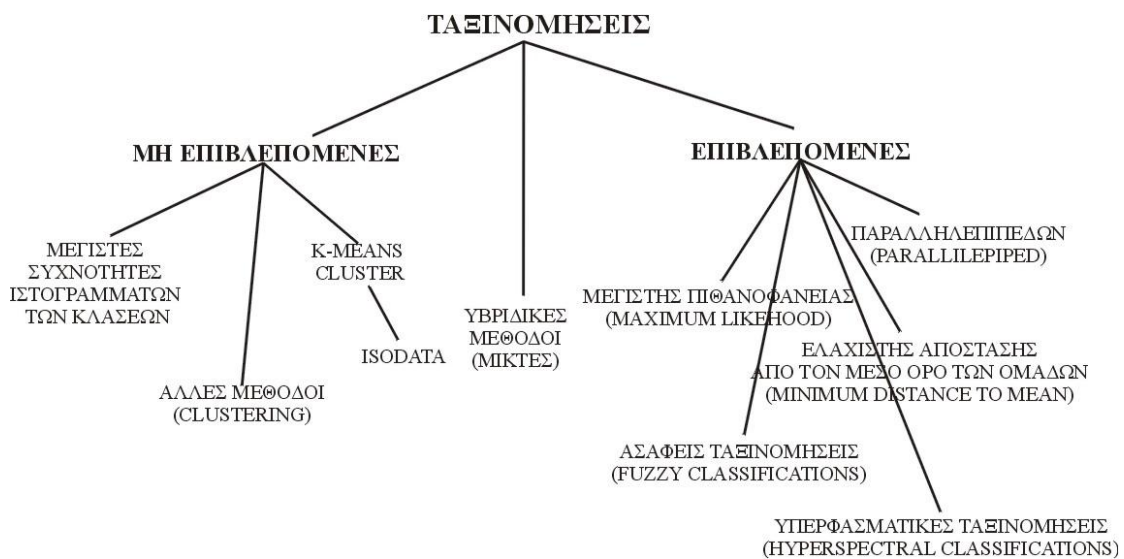 ΤΑΞΙΝΟΜΗΣΕΙΣ
ΜΗ ΕΠΙΒΛΕΠΟΜΕΝΕΣ
ΕΠΙΒΛΕΠΟΜΕΝΕΣ
ΜΕΓΙΣΤΕΣ
ΣΥΧΝΟΤΗΤΕΣ
ΙΣΤΟΓΡΑΜΜΑΤΩΝ
ΤΩΝ ΚΛΑΣΕΩΝ
K-MEANS
CLUSTER
ISODATA
ΑΛΛΕΣ ΜΕΘΟΔΟΙ
(CLUSTERING)
ΥΒΡΙΔΙΚΕΣ
ΜΕΘΟΔΟΙ
(ΜΙΚΤΕΣ)
ΠΑΡΑΛΛΗΛΕΠΙΠΕΔΩΝ
(PARALLILEPIPED)
ΜΕΓΙΣΤΗΣ ΠΙΘΑΝΟΦΑΝΕΙΑΣ
(MAXIMUM LIKEHOOD)
ΕΛΑΧΙΣΤΗΣ ΑΠΟΣΤΑΣΗΣ
ΑΠΟ ΤΟΝ ΜΕΣΟ ΟΡΟ ΤΩΝ ΟΜΑΔΩΝ
(MINIMUM DISTANCE TO MEAN)
ΑΣΑΦΕΙΣ ΤΑΞΙΝΟΜΗΣΕΙΣ
(FUZZY CLASSIFICATIONS)
ΥΠΕΡΦΑΣΜΑΤΙΚΕΣ ΤΑΞΙΝΟΜΗΣΕΙΣ
(HYPERSPECTRAL CLASSIFICATIONS)